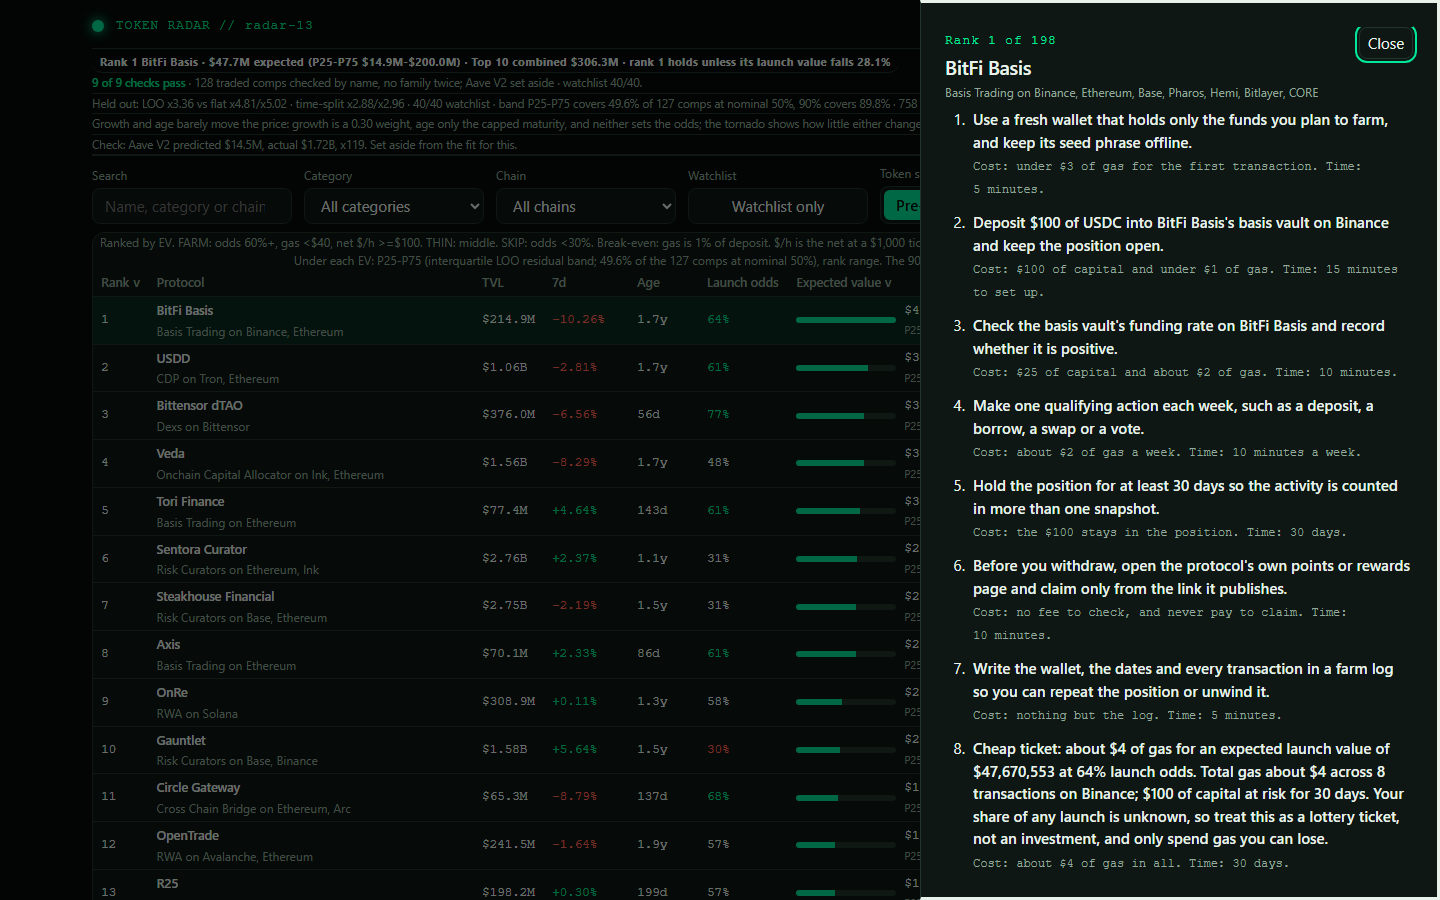 TOKEN RADAR // radar-13
Rank 1 BitFi Basis · $47.7M expected (P25-P75 $14.9M-$200.0M) · Top 10 combined $306.3M · rank 1 holds unless its launch value falls 28.1%
9 of 9 checks pass · 128 traded comps checked by name, no family twice; Aave V2 set aside · watchlist 40/40.
Held out: LOO x3.36 vs flat x4.81/x5.02 · time-split x2.88/x2.96 · 40/40 watchlist · band P25-P75 covers 49.6% of 127 comps at nominal 50%, 90% covers 89.8% · 758
Growth and age barely move the price: growth is a 0.30 weight, age only the capped maturity, and neither sets the odds; the tornado shows how little either change
Check: Aave V2 predicted $14.5M, actual $1.72B, x119. Set aside from the fit for this.
Search Category Chain Watchlist Token s
Name, category or chain All categories All chains Watchlist only Pre-
Ranked by EV. FARM: odds 60%+, gas <$40, net $/h >=$100. THIN: middle. SKIP: odds <30%. Break-even: gas is 1% of deposit. $/h is the net at a $1,000 tic
Under each EV: P25-P75 (interquartile LOO residual band; 49.6% of the 127 comps at nominal 50%), rank range. The 90
Rank v Protocol TVL 7d Age Launch odds Expected value v
1 BitFi Basis $214.9M -10.26% 1.7y 64% $4
Basis Trading on Binance, Ethereum P25
2 USDD $1.06B -2.81% 1.7y 61% $3
CDP on Tron, Ethereum P25
3 Bittensor dTAO $376.0M -6.56% 56d 77% $3
Dexs on Bittensor P25
4 Veda $1.56B -8.29% 1.7y 48% $3
Onchain Capital Allocator on Ink, Ethereum P25
5 Tori Finance $77.4M +4.64% 143d 61% $3
Basis Trading on Ethereum P25
6 Sentora Curator $2.76B +2.37% 1.1y 31% $2
Risk Curators on Ethereum, Ink P25
7 Steakhouse Financial $2.75B -2.19% 1.5y 31% $2
Risk Curators on Base, Ethereum P25
8 Axis $70.1M +2.33% 86d 61% $2
Basis Trading on Ethereum P25
9 OnRe $308.9M +0.11% 1.3y 58% $2
RWA on Solana P25
10 Gauntlet $1.58B +5.64% 1.5y 30% $2
Risk Curators on Base, Binance P25
11 Circle Gateway $65.3M -8.79% 137d 68% $1
Cross Chain Bridge on Ethereum, Arc P25
12 OpenTrade $241.5M -1.64% 1.9y 57% $1
RWA on Avalanche, Ethereum P25
13 R25 $198.2M +0.30% 199d 57% $1
Rank 1 of 198
Close
BitFi Basis
Basis Trading on Binance, Ethereum, Base, Pharos, Hemi, Bitlayer, CORE
1. Use a fresh wallet that holds only the funds you plan to farm,
and keep its seed phrase offline.
Cost: under $3 of gas for the first transaction. Time:
5 minutes.
2. Deposit $100 of USDC into BitFi Basis's basis vault on Binance
and keep the position open.
Cost: $100 of capital and under $1 of gas. Time: 15 minutes
to set up.
3. Check the basis vault's funding rate on BitFi Basis and record
whether it is positive.
Cost: $25 of capital and about $2 of gas. Time: 10 minutes.
4. Make one qualifying action each week, such as a deposit, a
borrow, a swap or a vote.
Cost: about $2 of gas a week. Time: 10 minutes a week.
5. Hold the position for at least 30 days so the activity is counted
in more than one snapshot.
Cost: the $100 stays in the position. Time: 30 days.
6. Before you withdraw, open the protocol's own points or rewards
page and claim only from the link it publishes.
Cost: no fee to check, and never pay to claim. Time:
10 minutes.
7. Write the wallet, the dates and every transaction in a farm log
so you can repeat the position or unwind it.
Cost: nothing but the log. Time: 5 minutes.
8. Cheap ticket: about $4 of gas for an expected launch value of
$47,670,553 at 64% launch odds. Total gas about $4 across 8
transactions on Binance; $100 of capital at risk for 30 days. Your
share of any launch is unknown, so treat this as a lottery ticket,
not an investment, and only spend gas you can lose.
Cost: about $4 of gas in all. Time: 30 days.